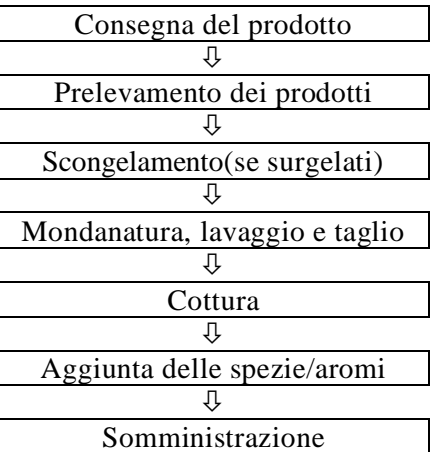 Consegna del prodotto
⇩
Prelevamento dei prodotti
⇩
Scongelamento(se surgelati)
⇩
Mondanatura, lavaggio e taglio
⇩
Cottura
⇩
Aggiunta delle spezie/aromi
⇩
Somministrazione